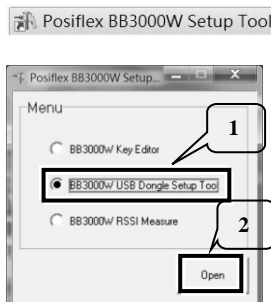 Posiflex BB3000W Setup Tool
Posiflex BB3000W Setup...
Menu
1
BB3000W Key Editor
BB3000W USB Dongle Setup Tool
BB3000W RSSI Measure
2
Open